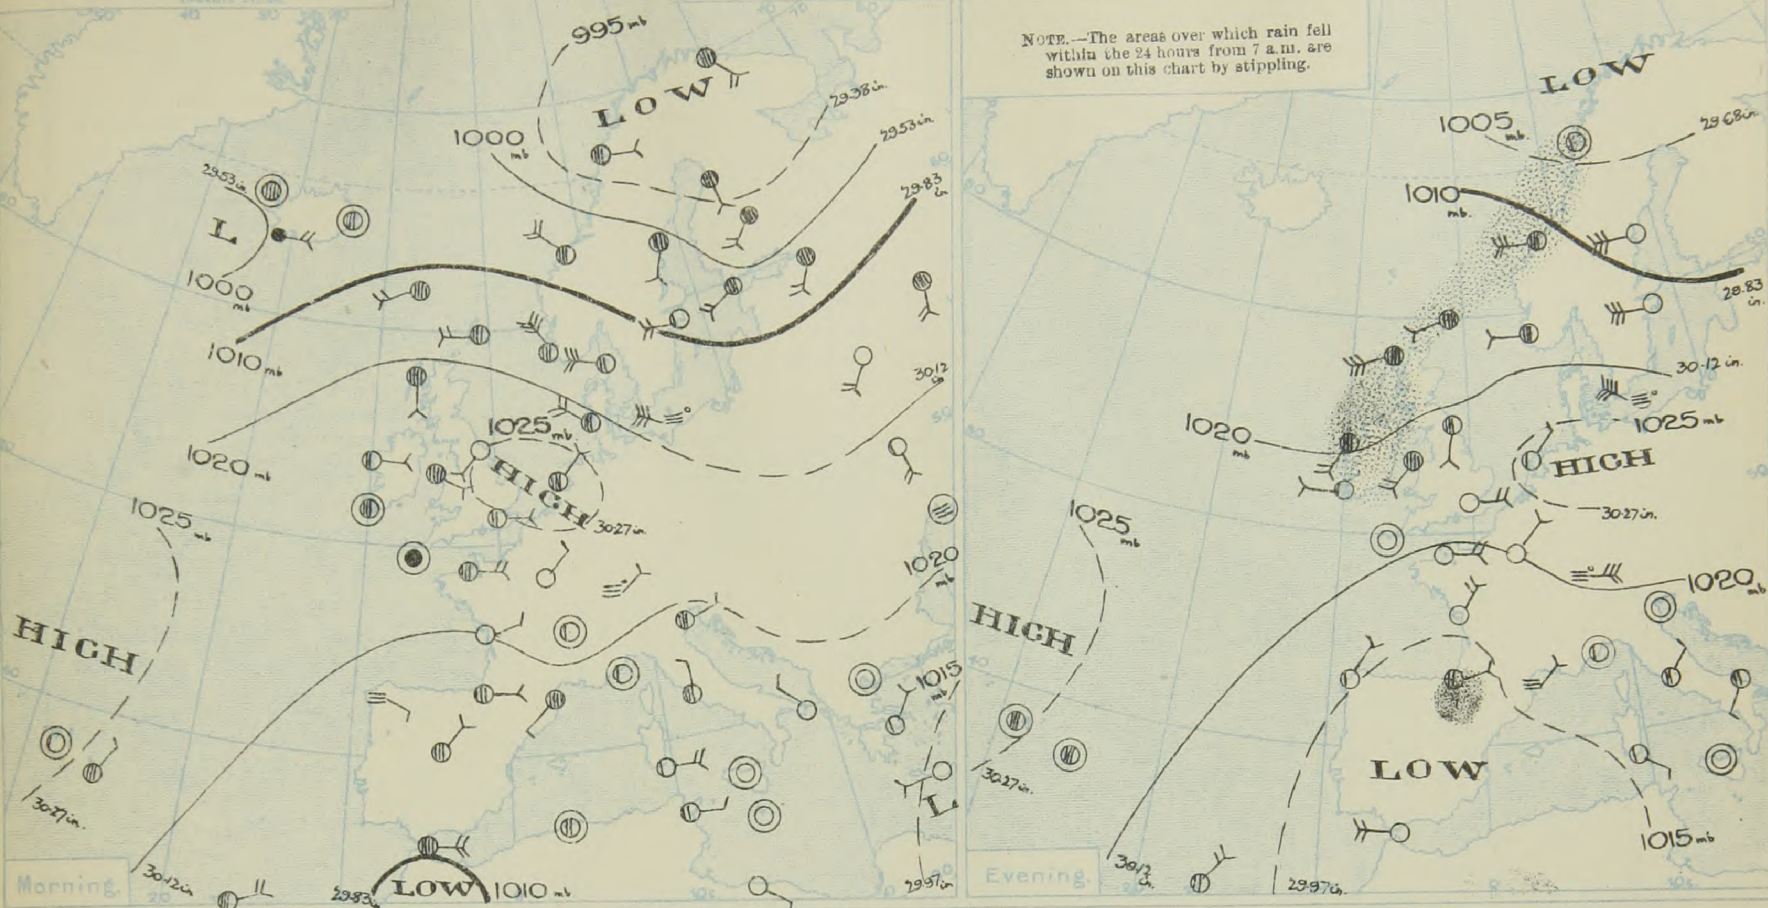 995 mb
LOW
29.38 in.
1000 mb
29.53 in.
29.53 in.
29.83 in
L
1000 mb
1010 mb
30.12 in
1025 mb
1020 mb
HIGH
30.27 in.
1025 mb
1020 mb
HIGH
1015 mb
30.27 in.
L
30.12 in
29.83 in
LOW
1010 mb
29.97 in
Morning.
20
NOTE.—The areas over which rain fell
within the 24 hours from 7 a.m. are
shown on this chart by stippling.
LOW
1005 mb.
29.68 in.
1010 mb.
29.83 in.
30.12 in.
1020 mb
1025 mb
HIGH
30.27 in.
1025 mb
1020 mb
HIGH
30.27 in.
LOW
1015 mb
30.12 in.
29.97 in.
Evening.
20